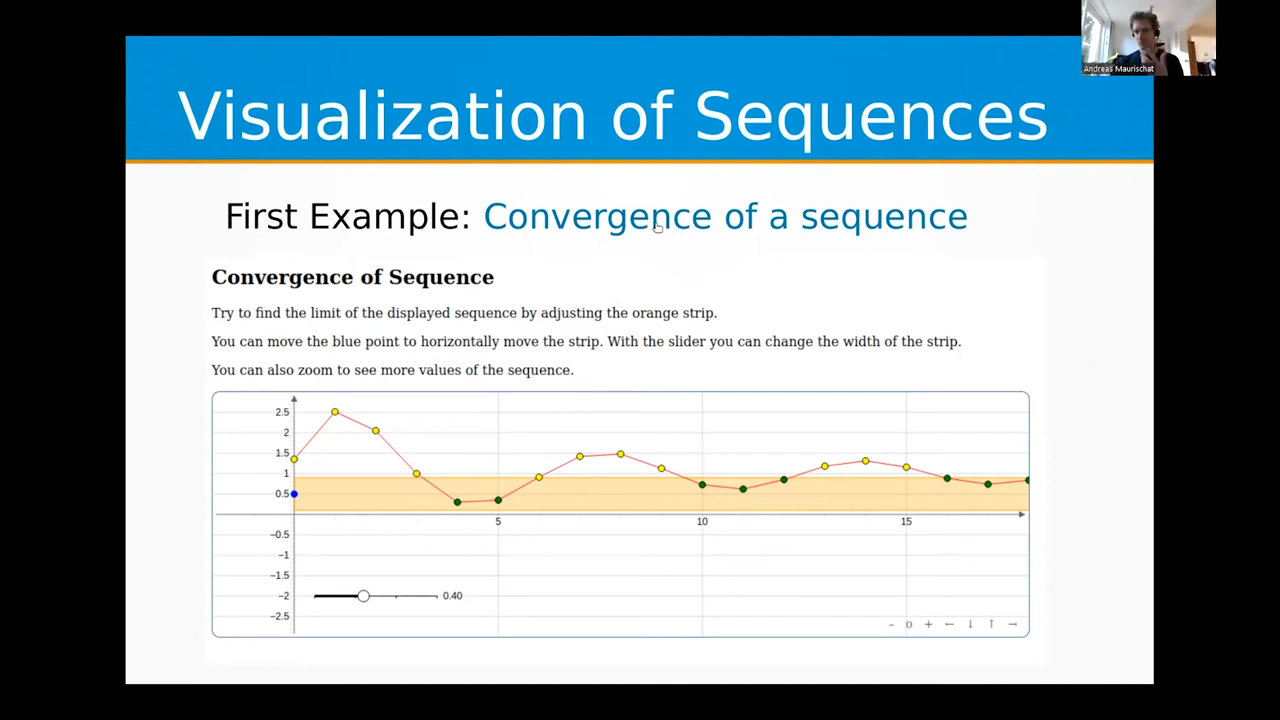 Andreas Maurischat
Visualization of Sequences
First Example: Convergence of a sequence
Convergence of Sequence
Try to find the limit of the displayed sequence by adjusting the orange strip.
You can move the blue point to horizontally move the strip. With the slider you can change the width of the strip.
You can also zoom to see more values of the sequence.
2.5
2
1.5
1
0.5
5 10 15
−0.5
−1
−1.5
−2
0.40
−2.5
− o + ← ↓ ↑ →